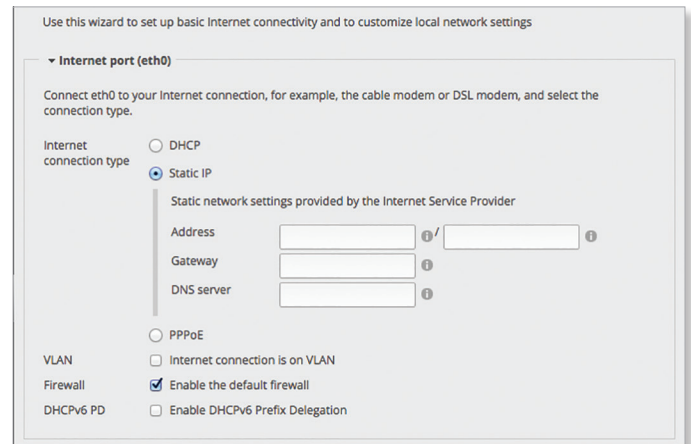 Use this wizard to set up basic Internet connectivity and to customize local network settings
Internet port (eth0)
Connect eth0 to your Internet connection, for example, the cable modem or DSL modem, and select the
connection type.
Internet
connection type
DHCP
Static IP
Static network settings provided by the Internet Service Provider
Address /
Gateway
DNS server
PPPoE
VLAN Internet connection is on VLAN
Firewall Enable the default firewall
DHCPv6 PD Enable DHCPv6 Prefix Delegation